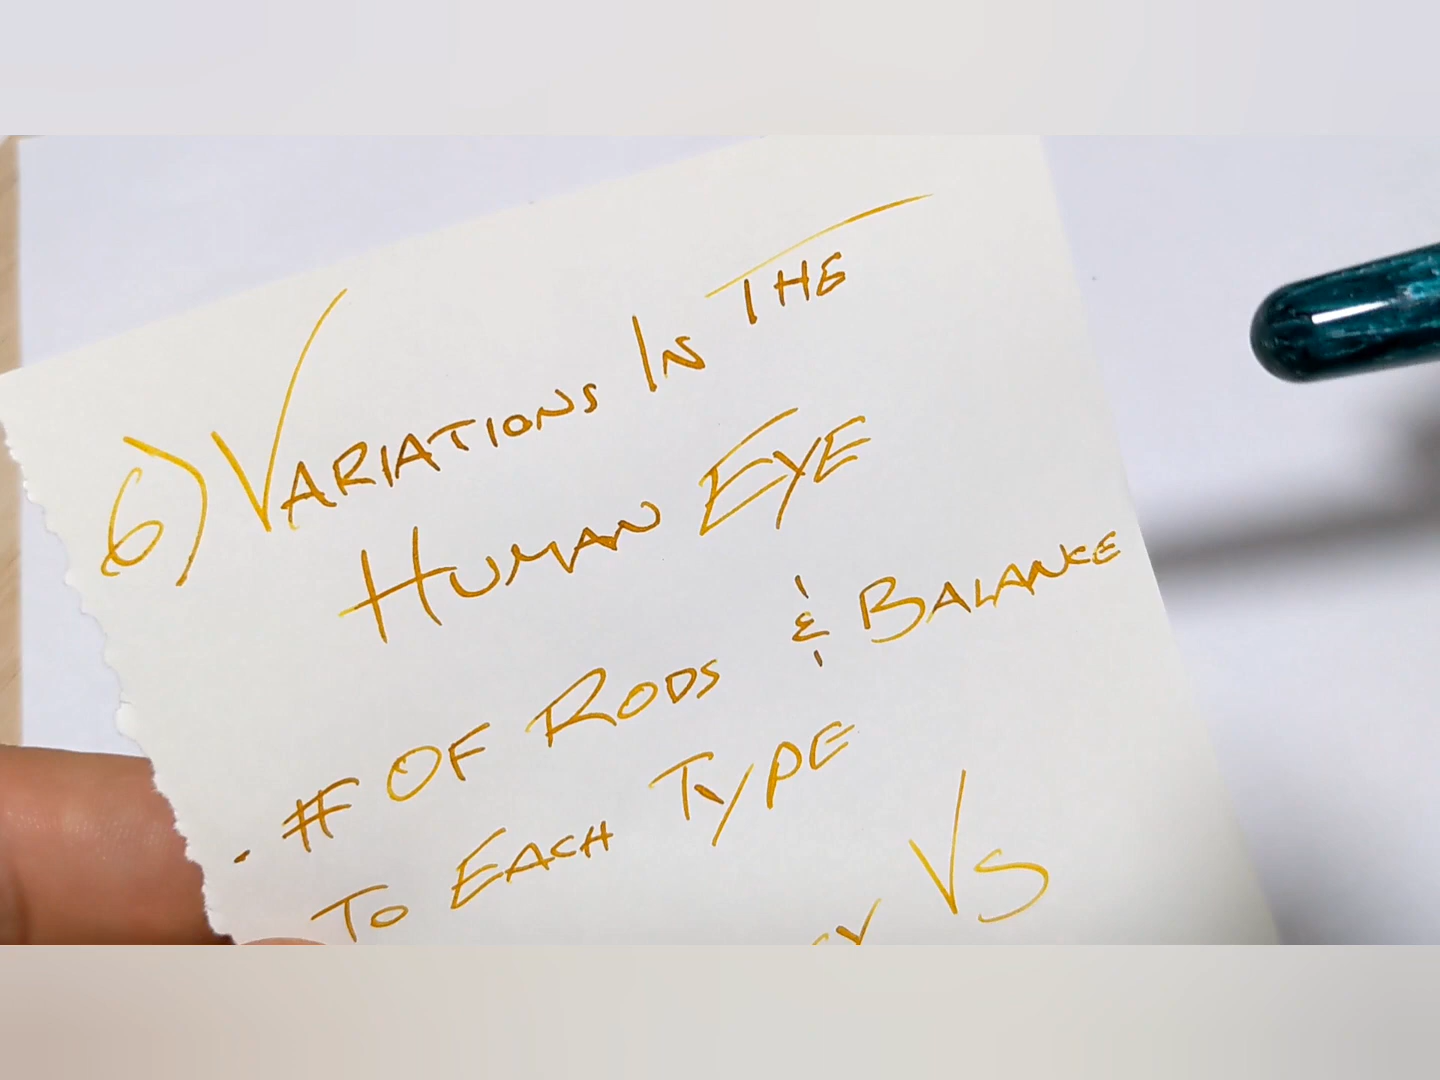 6) VARIATIONS IN THE
HUMAN EYE
. # OF RODS & BALANCE
TO EACH TYPE
VS